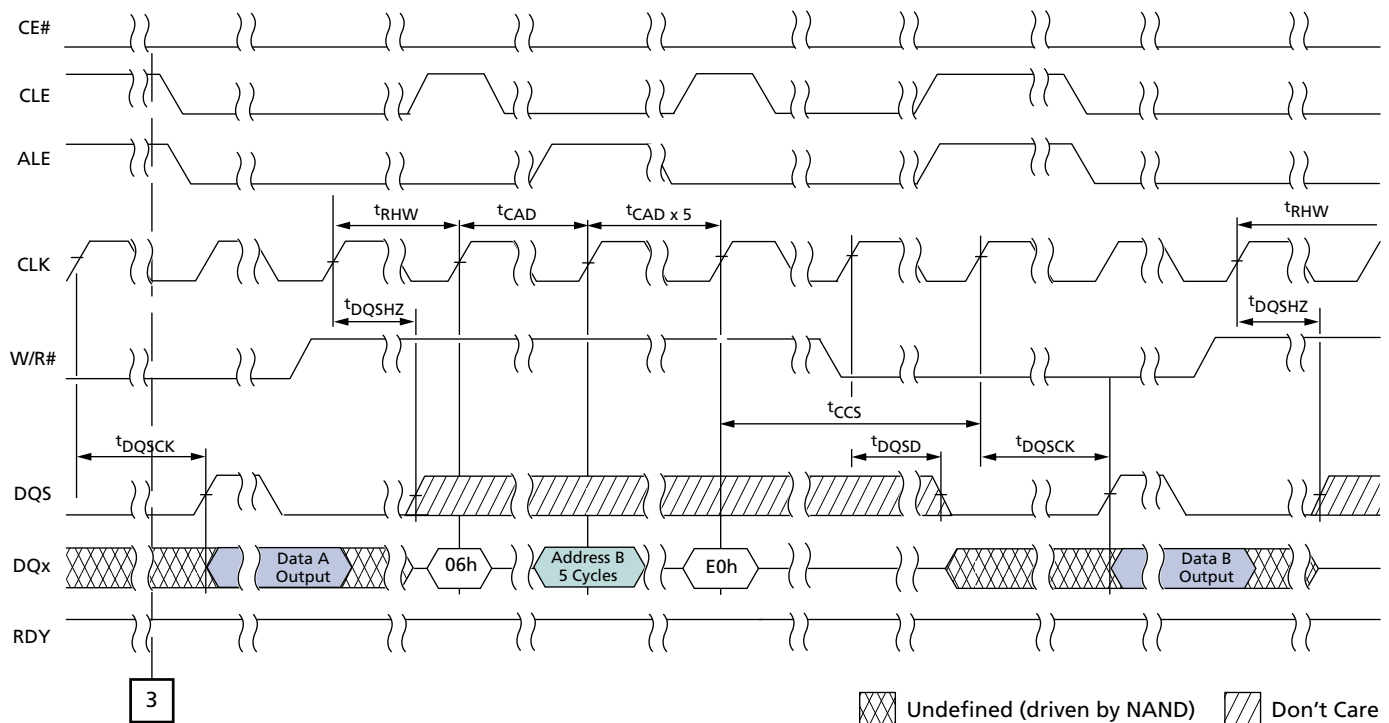 CE#
CLE
ALE
tRHW
tCAD
tCAD x 5
tRHW
CLK
tDQSHZ
tDQSHZ
W/R#
tCCS
tDQSCK
tDQSD
tDQSCK
DQS
DQx
Data A
Output
06h
Address B
5 Cycles
E0h
Data B
Output
RDY
3
Undefined (driven by NAND)
Don't Care